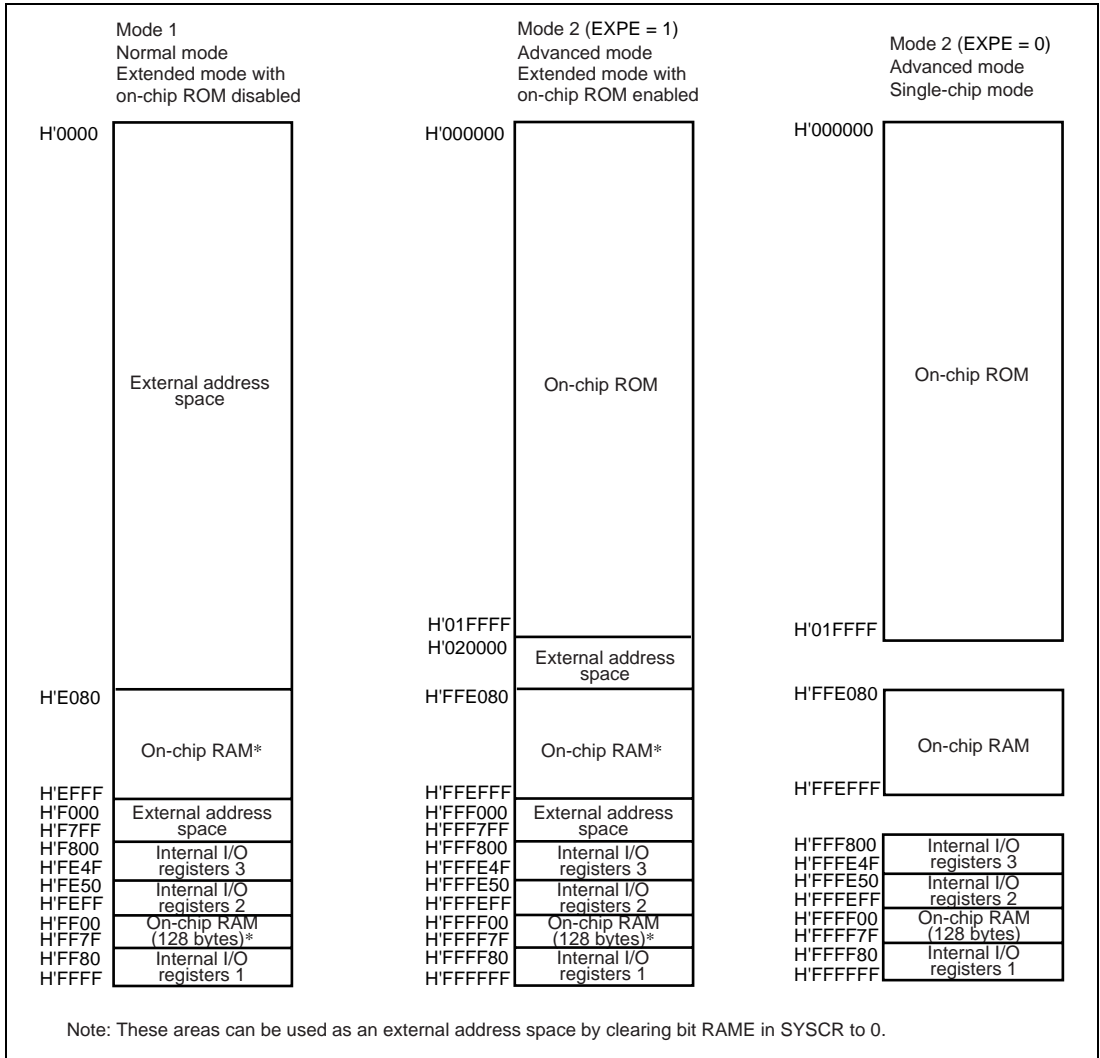 Mode 1
Normal mode
Extended mode with
on-chip ROM disabled
H'0000
External address
space
H'E080
On-chip RAM*
H'EFFF
H'F000
External address
space
H'F7FF
H'F800
Internal I/O
registers 3
H'FE4F
H'FE50
Internal I/O
registers 2
H'FEFF
H'FF00
On-chip RAM
(128 bytes)*
H'FF7F
H'FF80
Internal I/O
registers 1
H'FFFF
Mode 2 (EXPE = 1)
Advanced mode
Extended mode with
on-chip ROM enabled
H'000000
On-chip ROM
H'01FFFF
H'020000
External address
space
H'FFE080
On-chip RAM*
H'FFEFFF
H'FFF000
External address
space
H'FFF7FF
H'FFF800
Internal I/O
registers 3
H'FFFE4F
H'FFFE50
Internal I/O
registers 2
H'FFFEFF
H'FFFF00
On-chip RAM
(128 bytes)*
H'FFFF7F
H'FFFF80
Internal I/O
registers 1
H'FFFFFF
Mode 2 (EXPE = 0)
Advanced mode
Single-chip mode
H'000000
On-chip ROM
H'01FFFF
H'FFE080
On-chip RAM
H'FFEFFF
H'FFF800
Internal I/O
registers 3
H'FFFE4F
H'FFFE50
Internal I/O
registers 2
H'FFFEFF
H'FFFF00
On-chip RAM
(128 bytes)
H'FFFF7F
H'FFFF80
Internal I/O
registers 1
H'FFFFFF
Note: These areas can be used as an external address space by clearing bit RAME in SYSCR to 0.